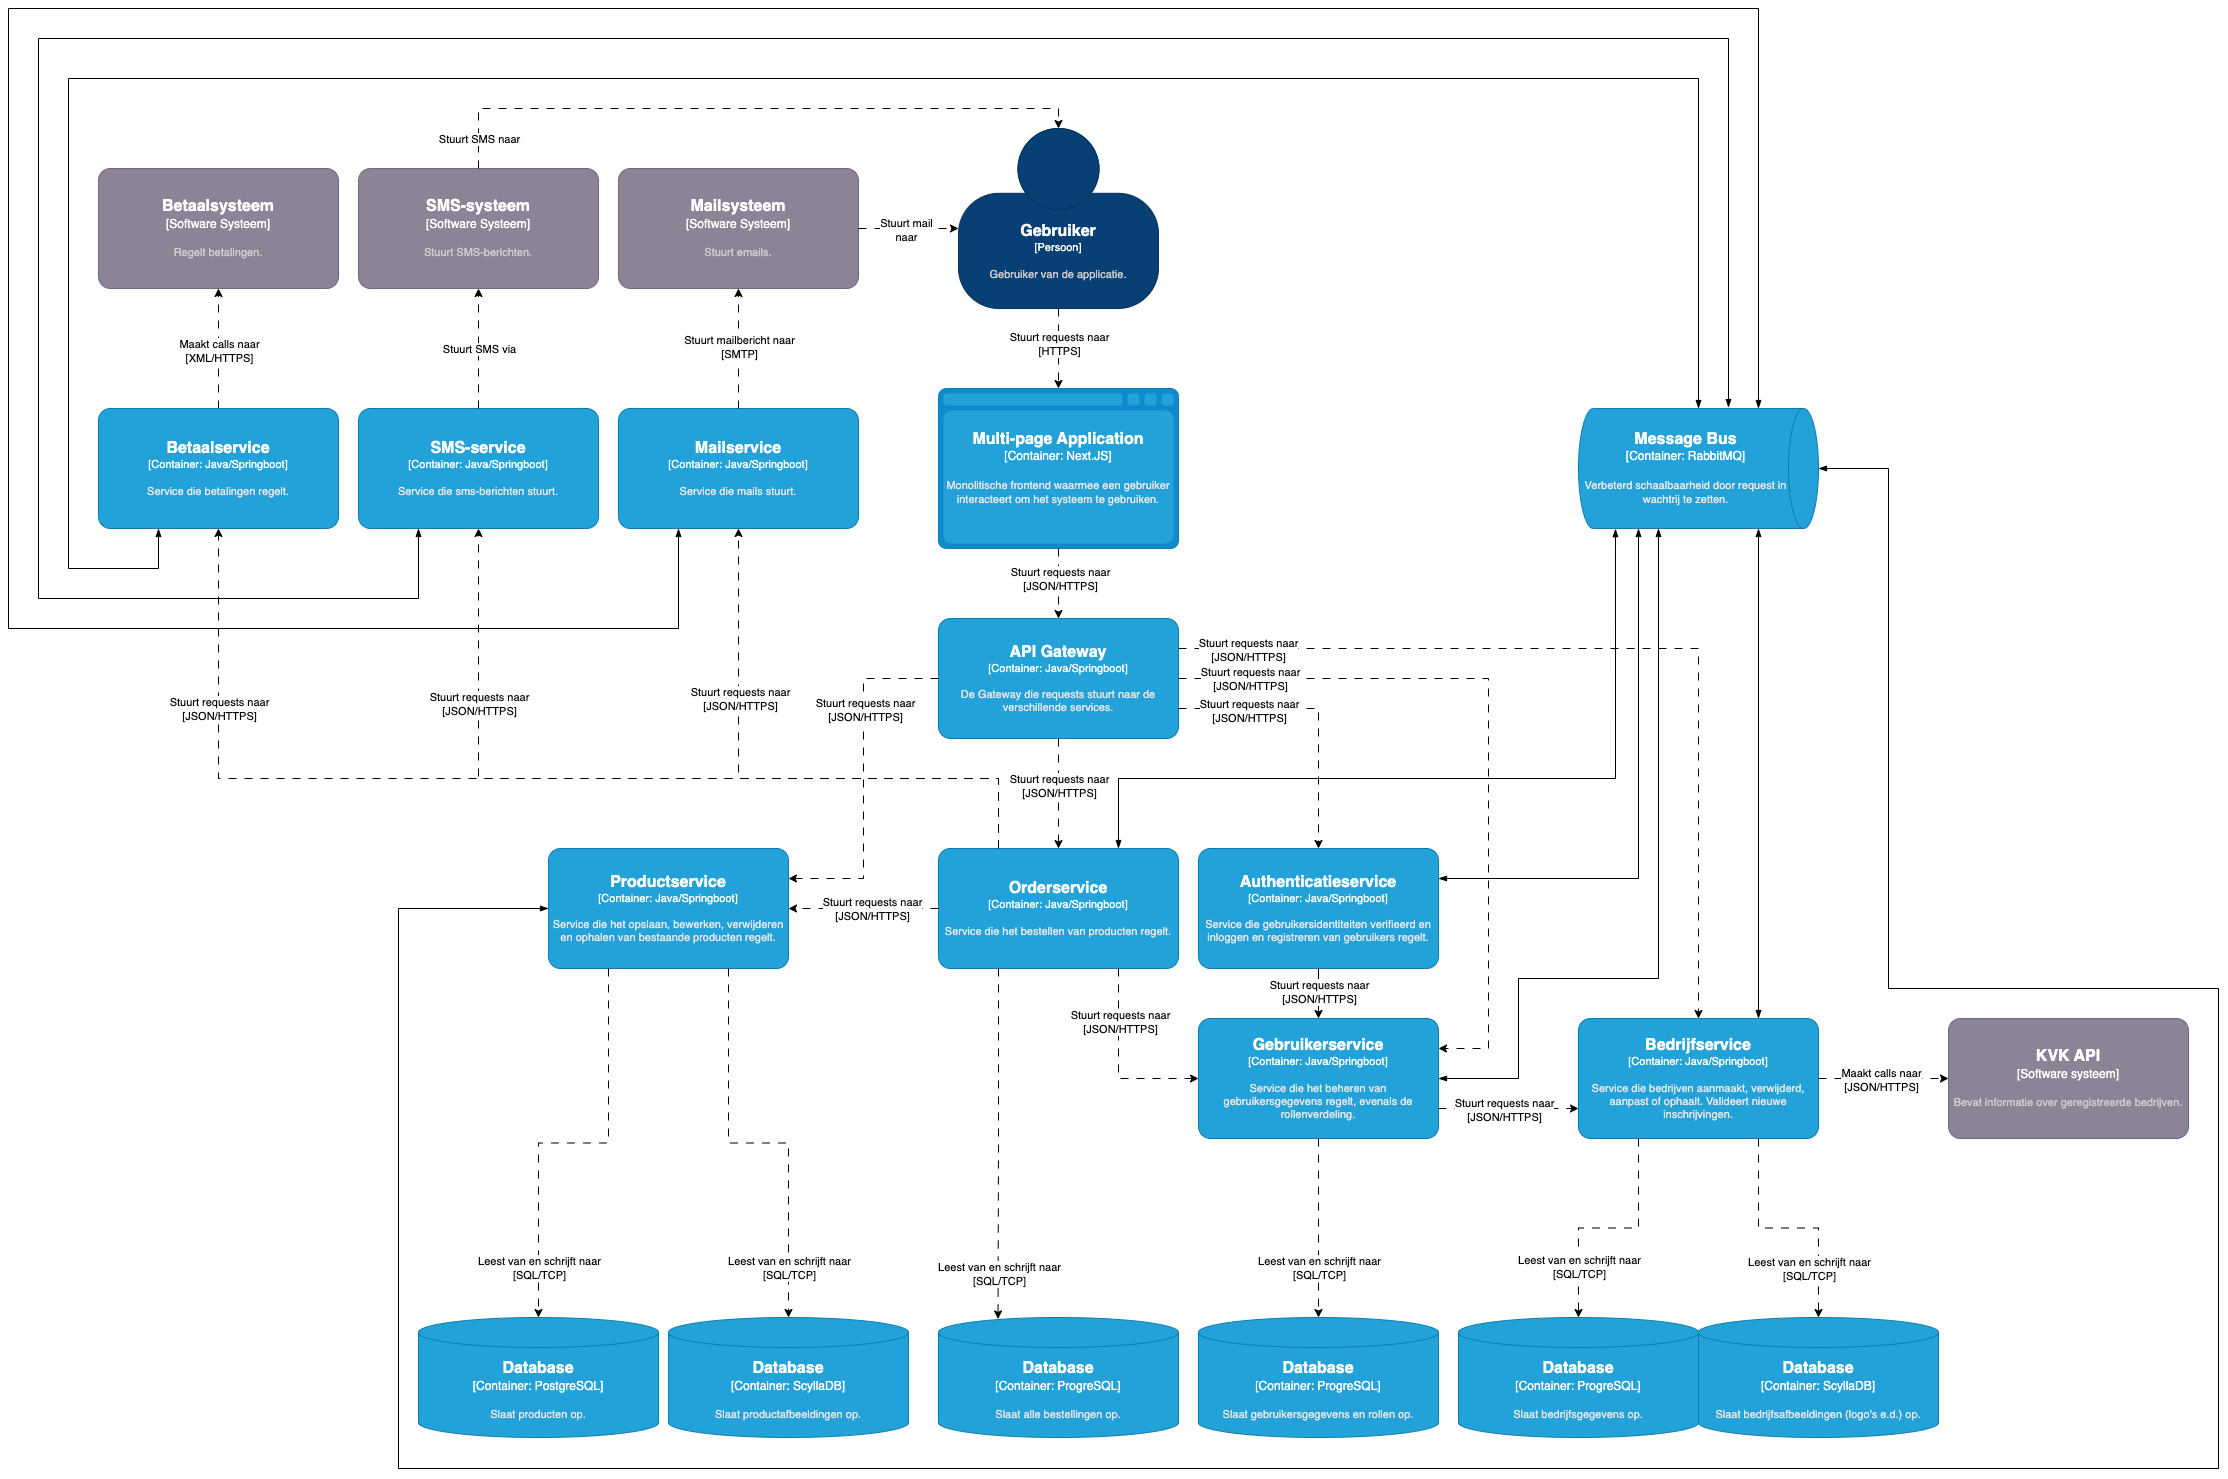 Stuurt SMS naar
Betaalsysteem
[Software Systeem]
Regelt betalingen.
SMS-systeem
[Software Systeem]
Stuurt SMS-berichten.
Mailsysteem
[Software Systeem]
Stuurt emails.
Stuurt mail
naar
Gebruiker
[Persoon]
Gebruiker van de applicatie.
Maakt calls naar
[XML/HTTPS]
Stuurt SMS via
Stuurt mailbericht naar
[SMTP]
Stuurt requests naar
[HTTPS]
Betaalservice
[Container: Java/Springboot]
Service die betalingen regelt.
SMS-service
[Container: Java/Springboot]
Service die sms-berichten stuurt.
Mailservice
[Container: Java/Springboot]
Service die mails stuurt.
Multi-page Application
[Container: Next.JS]
Monolitische frontend waarmee een gebruiker
interacteert om het systeem te gebruiken.
Message Bus
[Container: RabbitMQ]
Verbeterd schaalbaarheid door request in
wachtrij te zetten.
Stuurt requests naar
[JSON/HTTPS]
API Gateway
[Container: Java/Springboot]
De Gateway die requests stuurt naar de
verschillende services.
Stuurt requests naar
[JSON/HTTPS]
Stuurt requests naar
[JSON/HTTPS]
Stuurt requests naar
[JSON/HTTPS]
Stuurt requests naar
[JSON/HTTPS]
Stuurt requests naar
[JSON/HTTPS]
Stuurt requests naar
[JSON/HTTPS]
Stuurt requests naar
[JSON/HTTPS]
Stuurt requests naar
[JSON/HTTPS]
Productservice
[Container: Java/Springboot]
Service die het opslaan, bewerken, verwijderen
en ophalen van bestaande producten regelt.
Stuurt requests naar
[JSON/HTTPS]
Orderservice
[Container: Java/Springboot]
Service die het bestellen van producten regelt.
Authenticatieservice
[Container: Java/Springboot]
Service die gebruikersidentiteiten verifieerd en
inloggen en registreren van gebruikers regelt.
Stuurt requests naar
[JSON/HTTPS]
Stuurt requests naar
[JSON/HTTPS]
Gebruikerservice
[Container: Java/Springboot]
Service die het beheren van
gebruikersgegevens regelt, evenals de
rollenverdeling.
Stuurt requests naar
[JSON/HTTPS]
Bedrijfservice
[Container: Java/Springboot]
Service die bedrijven aanmaakt, verwijderd,
aanpast of ophaalt. Valideert nieuwe
inschrijvingen.
Maakt calls naar
[JSON/HTTPS]
KVK API
[Software systeem]
Bevat informatie over geregistreerde bedrijven.
Leest van en schrijft naar
[SQL/TCP]
Leest van en schrijft naar
[SQL/TCP]
Leest van en schrijft naar
[SQL/TCP]
Leest van en schrijft naar
[SQL/TCP]
Leest van en schrijft naar
[SQL/TCP]
Leest van en schrijft naar
[SQL/TCP]
Database
[Container: PostgreSQL]
Slaat producten op.
Database
[Container: ScyllaDB]
Slaat productafbeeldingen op.
Database
[Container: ProgreSQL]
Slaat alle bestellingen op.
Database
[Container: ProgreSQL]
Slaat gebruikersgegevens en rollen op.
Database
[Container: ProgreSQL]
Slaat bedrijfsgegevens op.
Database
[Container: ScyllaDB]
Slaat bedrijfsafbeeldingen (logo's e.d.) op.